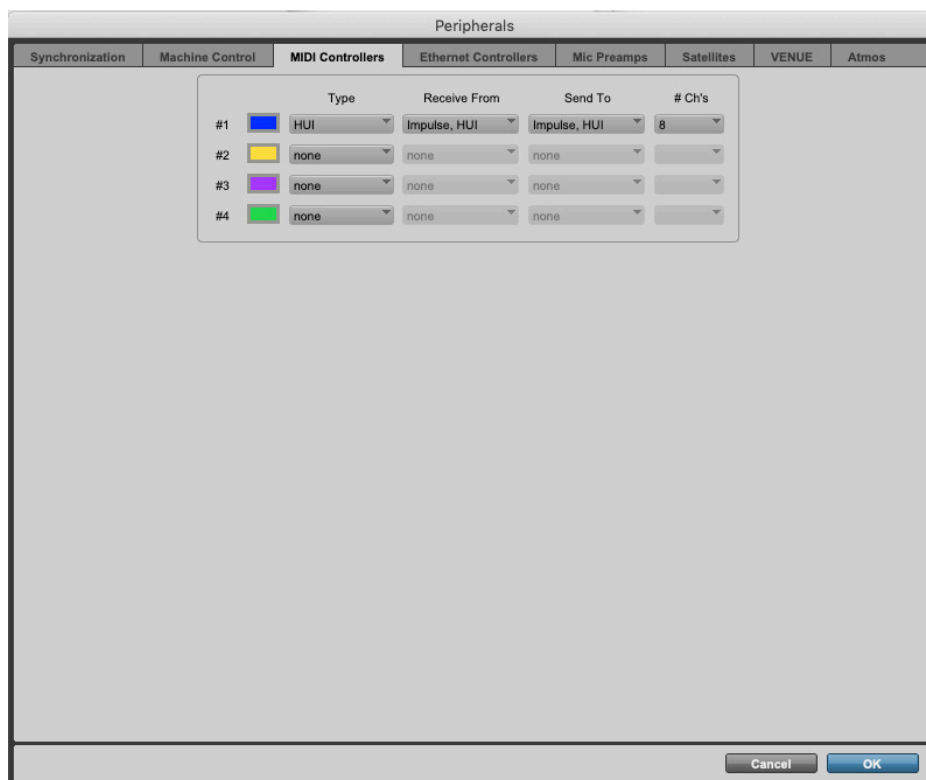 Peripherals
Synchronization Machine Control MIDI Controllers Ethernet Controllers Mic Preamps Satellites VENUE Atmos
Type Receive From Send To # Ch's
#1 HUI Impulse, HUI Impulse, HUI 8
#2 none none none
#3 none none none
#4 none none none
Cancel OK